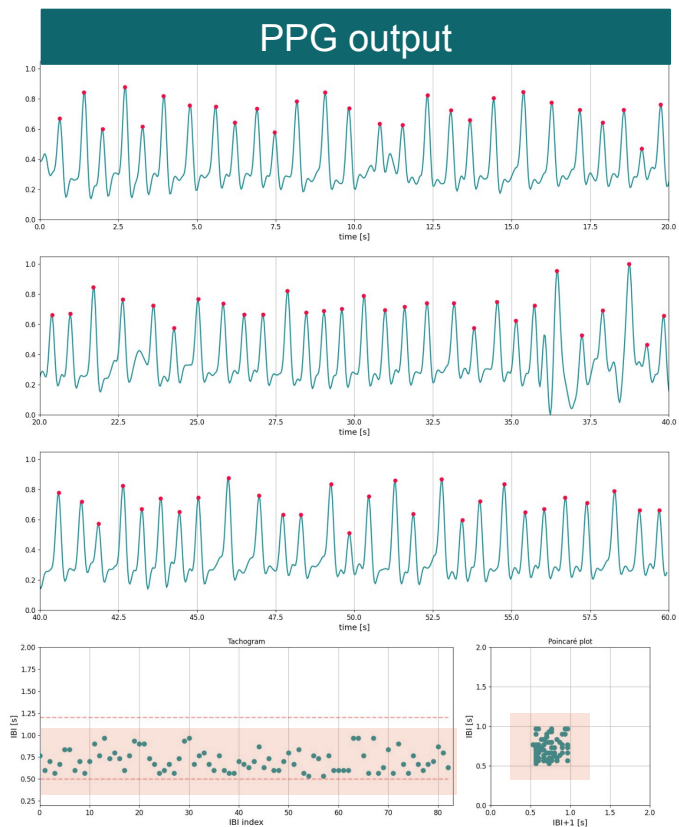 PPG output
1.0
0.8
0.6
0.4
0.2
0.0
0.0 2.5 5.0 7.5 10.0 12.5 15.0 17.5 20.0
time [s]
1.0
0.8
0.6
0.4
0.2
0.0
20.0 22.5 25.0 27.5 30.0 32.5 35.0 37.5 40.0
time [s]
1.0
0.8
0.6
0.4
0.2
0.0
40.0 42.5 45.0 47.5 50.0 52.5 55.0 57.5 60.0
time [s]
Tachogram
2.00
1.75
1.50
1.25
1.00
0.75
0.50
0.25
IBI [s]
0 10 20 30 40 50 60 70 80
IBI index
Poincaré plot
2.0
1.5
1.0
0.5
0.0
IBI [s]
0.0 0.5 1.0 1.5 2.0
IBI+1 [s]